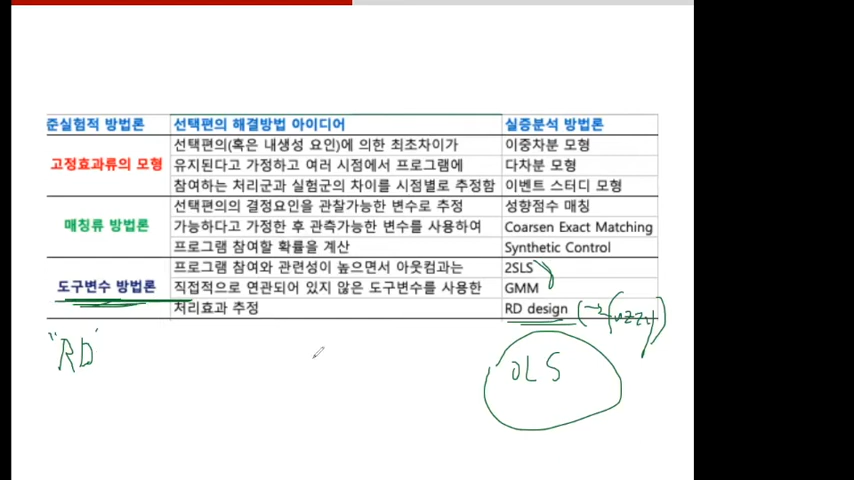 준실험적 방법론 선택편의 해결방법 아이디어 실증분석 방법론
선택편의(혹은 내생성 요인)에 의한 최초차이가 이중차분 모형
고정효과류의 모형 유지된다고 가정하고 여러 시점에서 프로그램에 다차분 모형
참여하는 처리군과 실험군의 차이를 시점별로 추정함 이벤트 스터디 모형
선택편의의 결정요인을 관찰가능한 변수로 추정 성향점수 매칭
매칭류 방법론 가능하다고 가정한 후 관측가능한 변수를 사용하여 Coarsen Exact Matching
프로그램 참여할 확률을 계산 Synthetic Control
프로그램 참여와 관련성이 높으면서 아웃컴과는 2SLS
도구변수 방법론 직접적으로 연관되어 있지 않은 도구변수를 사용한 GMM
처리효과 추정 RD design (→ fuzzy)
"RD"
OLS